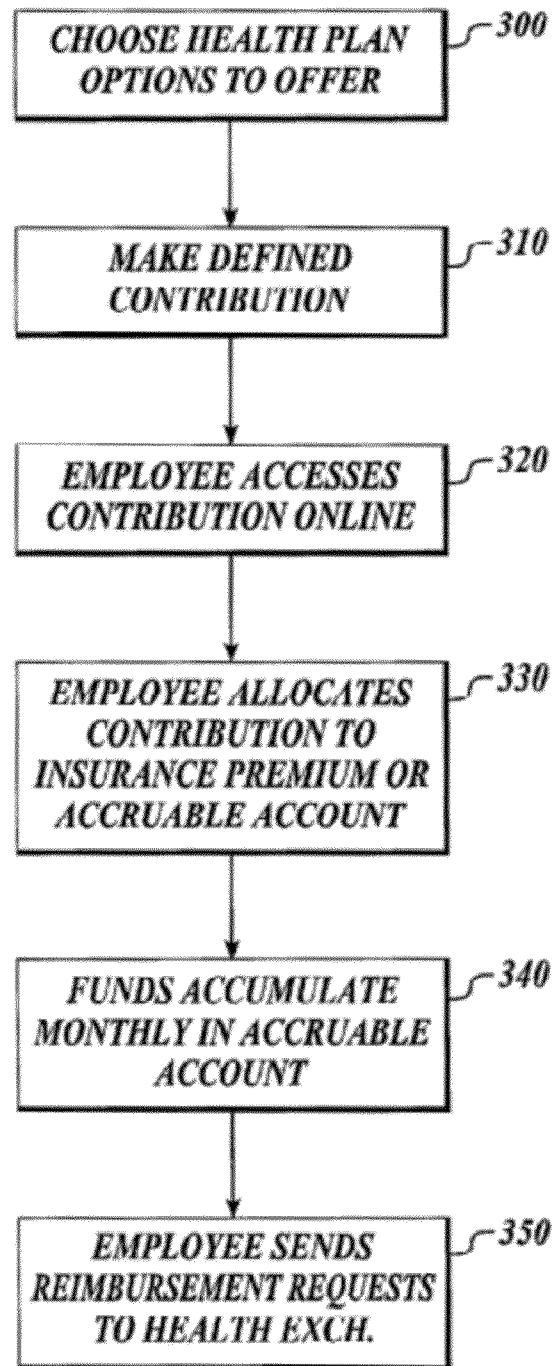 CHOOSE HEALTH PLAN
OPTIONS TO OFFER
300
MAKE DEFINED
CONTRIBUTION
310
EMPLOYEE ACCESSES
CONTRIBUTION ONLINE
320
EMPLOYEE ALLOCATES
CONTRIBUTION TO
INSURANCE PREMIUM OR
ACCRUABLE ACCOUNT
330
FUNDS ACCUMULATE
MONTHLY IN ACCRUABLE
ACCOUNT
340
EMPLOYEE SENDS
REIMBURSEMENT REQUESTS
TO HEALTH EXCH.
350